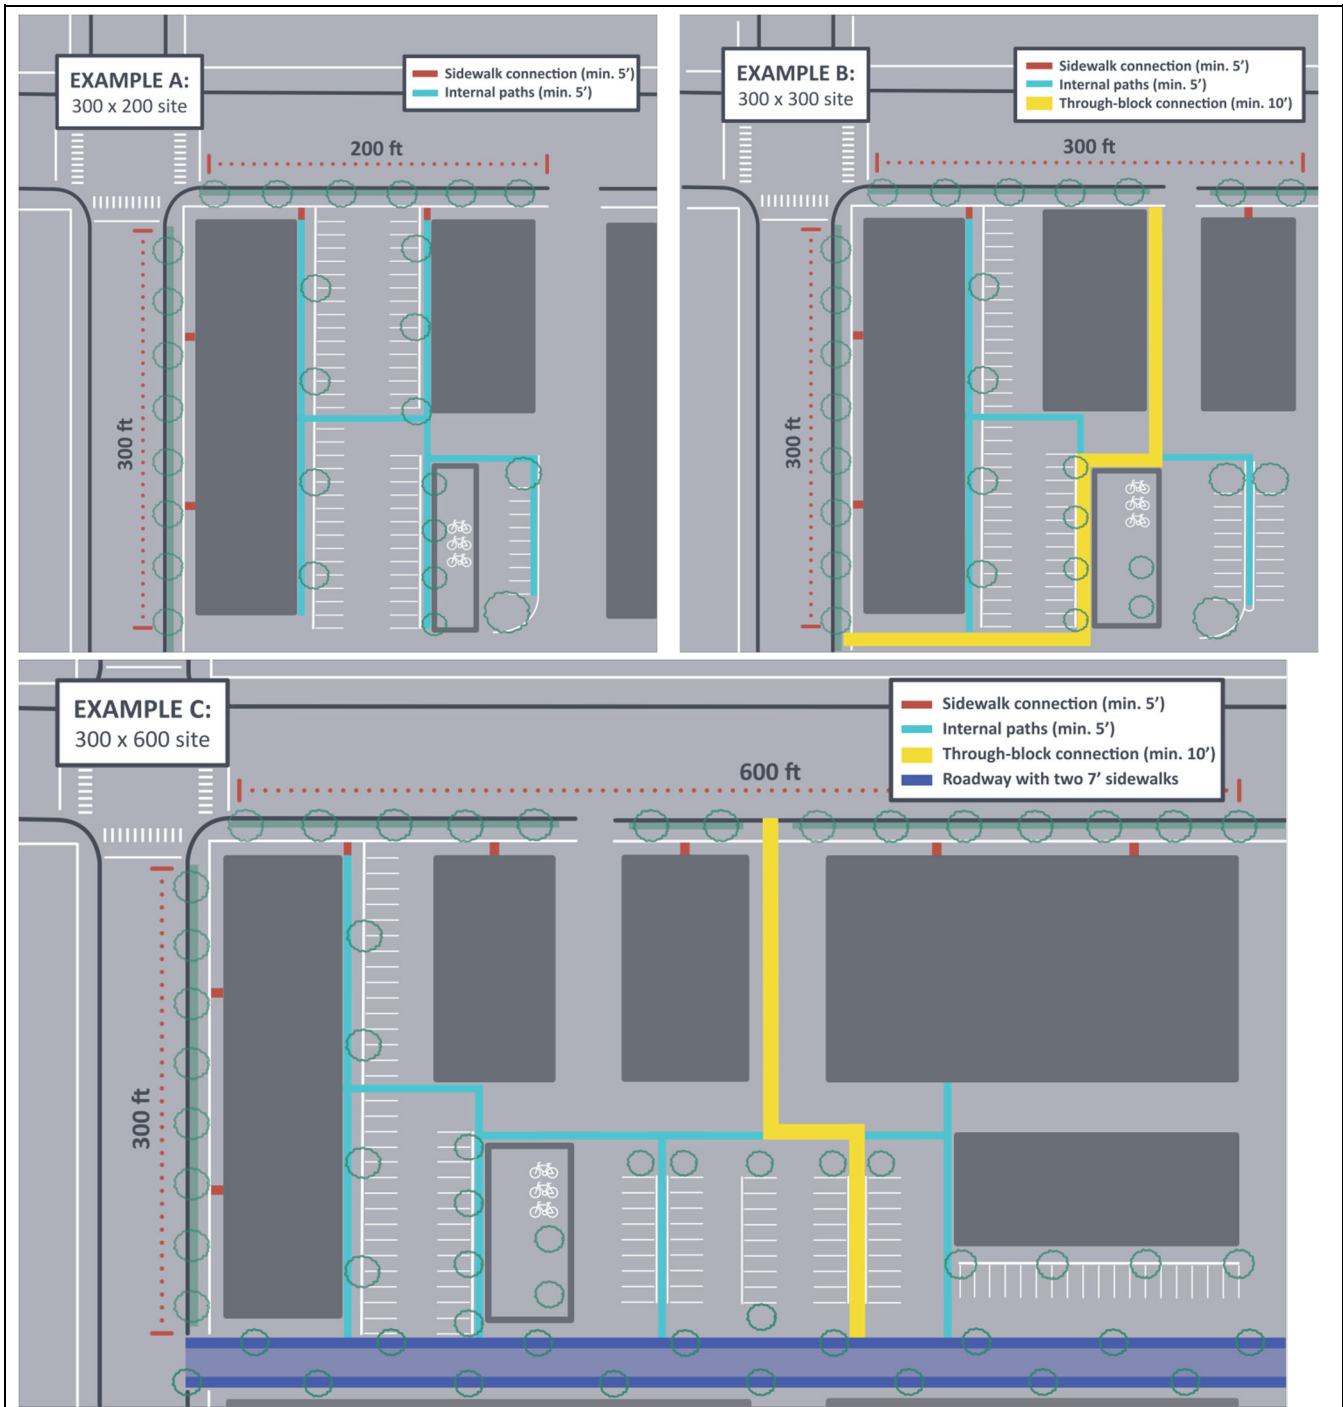 EXAMPLE A:
300 x 200 site
Sidewalk connection (min. 5')
Internal paths (min. 5')
200 ft
300 ft
EXAMPLE B:
300 x 300 site
Sidewalk connection (min. 5')
Internal paths (min. 5')
Through-block connection (min. 10')
300 ft
300 ft
EXAMPLE C:
300 x 600 site
Sidewalk connection (min. 5')
Internal paths (min. 5')
Through-block connection (min. 10')
Roadway with two 7' sidewalks
600 ft
300 ft